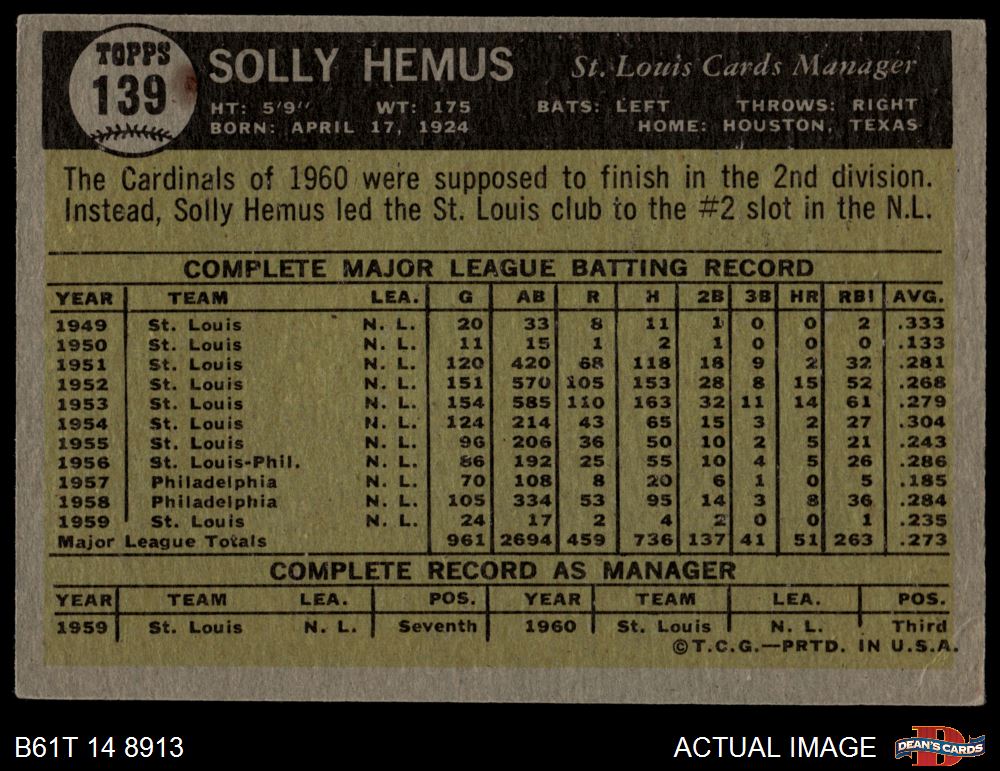 TOPPS
139
SOLLY HEMUS St. Louis Cards Manager
HT: 5'9" WT: 175 BATS: LEFT THROWS: RIGHT
BORN: APRIL 17, 1924 HOME: HOUSTON, TEXAS
The Cardinals of 1960 were supposed to finish in the 2nd division.
Instead, Solly Hemus led the St. Louis club to the #2 slot in the N.L.
COMPLETE MAJOR LEAGUE BATTING RECORD
YEAR TEAM LEA. G AB R H 2B 3B HR RBI AVG.
1949 St. Louis N. L. 20 33 8 11 1 0 0 2 .333
1950 St. Louis N. L. 11 15 1 2 1 0 0 0 .133
1951 St. Louis N. L. 120 420 68 118 18 9 2 32 .281
1952 St. Louis N. L. 151 570 105 153 28 8 15 52 .268
1953 St. Louis N. L. 154 585 110 163 32 11 14 61 .279
1954 St. Louis N. L. 124 214 43 65 15 3 2 27 .304
1955 St. Louis N. L. 96 206 36 50 10 2 5 21 .243
1956 St. Louis-Phil. N. L. 86 192 25 55 10 4 5 26 .286
1957 Philadelphia N. L. 70 108 8 20 6 1 0 5 .185
1958 Philadelphia N. L. 105 334 53 95 14 3 8 36 .284
1959 St. Louis N. L. 24 17 2 4 2 0 0 1 .235
Major League Totals 961 2694 459 736 137 41 51 263 .273
COMPLETE RECORD AS MANAGER
YEAR TEAM LEA. POS. YEAR TEAM LEA. POS.
1959 St. Louis N. L. Seventh 1960 St. Louis N. L. Third
©T.C.G.—PRTD. IN U.S.A.
B61T 14 8913 ACTUAL IMAGE DEAN'S CARDS